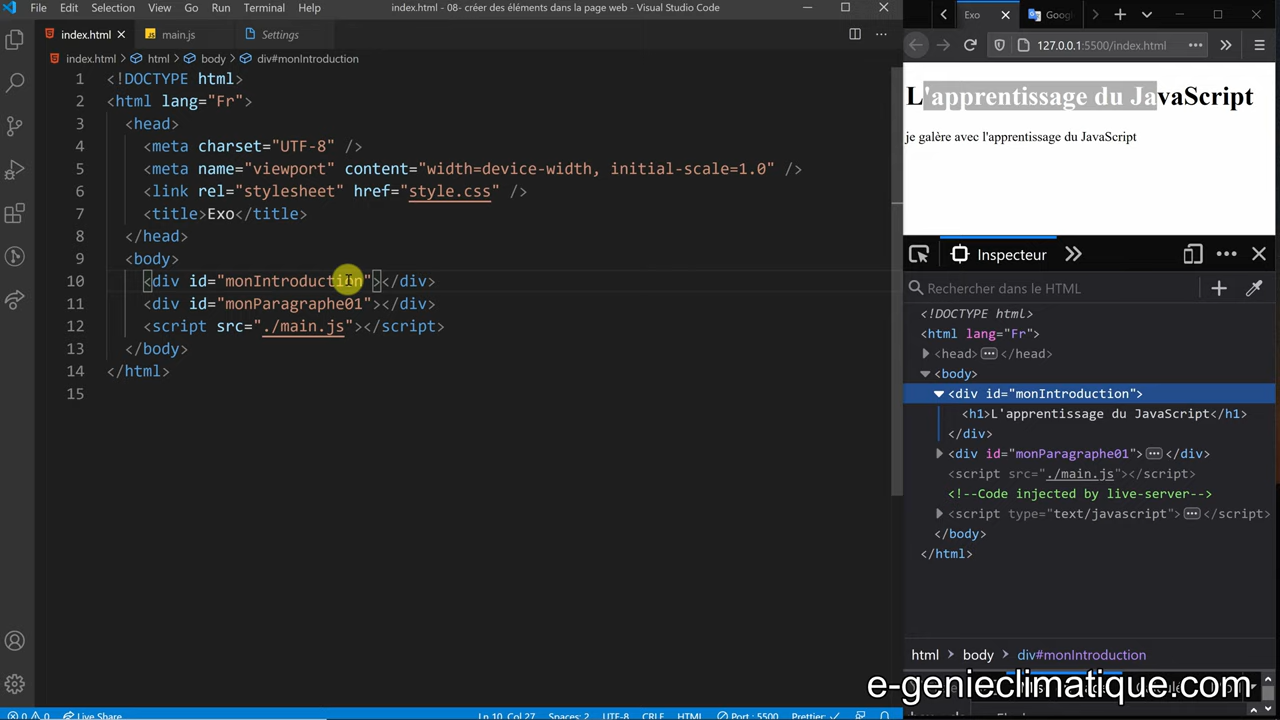 File Edit Selection View Go Run Terminal Help index.html - 08- créer des éléments dans la page web - Visual Studio Code
index.html
main.js
Settings
index.html > html > body > div#monIntroduction
1 <!DOCTYPE html>
2 <html lang="Fr">
3 <head>
4 <meta charset="UTF-8" />
5 <meta name="viewport" content="width=device-width, initial-scale=1.0" />
6 <link rel="stylesheet" href="style.css" />
7 <title>Exo</title>
8 </head>
9 <body>
10 <div id="monIntroduction"></div>
11 <div id="monParagraphe01"></div>
12 <script src="./main.js"></script>
13 </body>
14 </html>
15
0 0 Live Share Ln 10, Col 27 Spaces: 2 UTF-8 CRLF HTML Port : 5500 Prettier: ✓
Exo
Googl
127.0.0.1:5500/index.html
L'apprentissage du JavaScript
je galère avec l'apprentissage du JavaScript
Inspecteur
Rechercher dans le HTML
<!DOCTYPE html>
<html lang="Fr">
<head> ••• </head>
<body>
<div id="monIntroduction">
<h1>L'apprentissage du JavaScript</h1>
</div>
<div id="monParagraphe01"> ••• </div>
<script src="./main.js"></script>
<!--Code injected by live-server-->
<script type="text/javascript"> ••• </script>
</body>
</html>
html > body > div#monIntroduction
e-genieclimatique.com